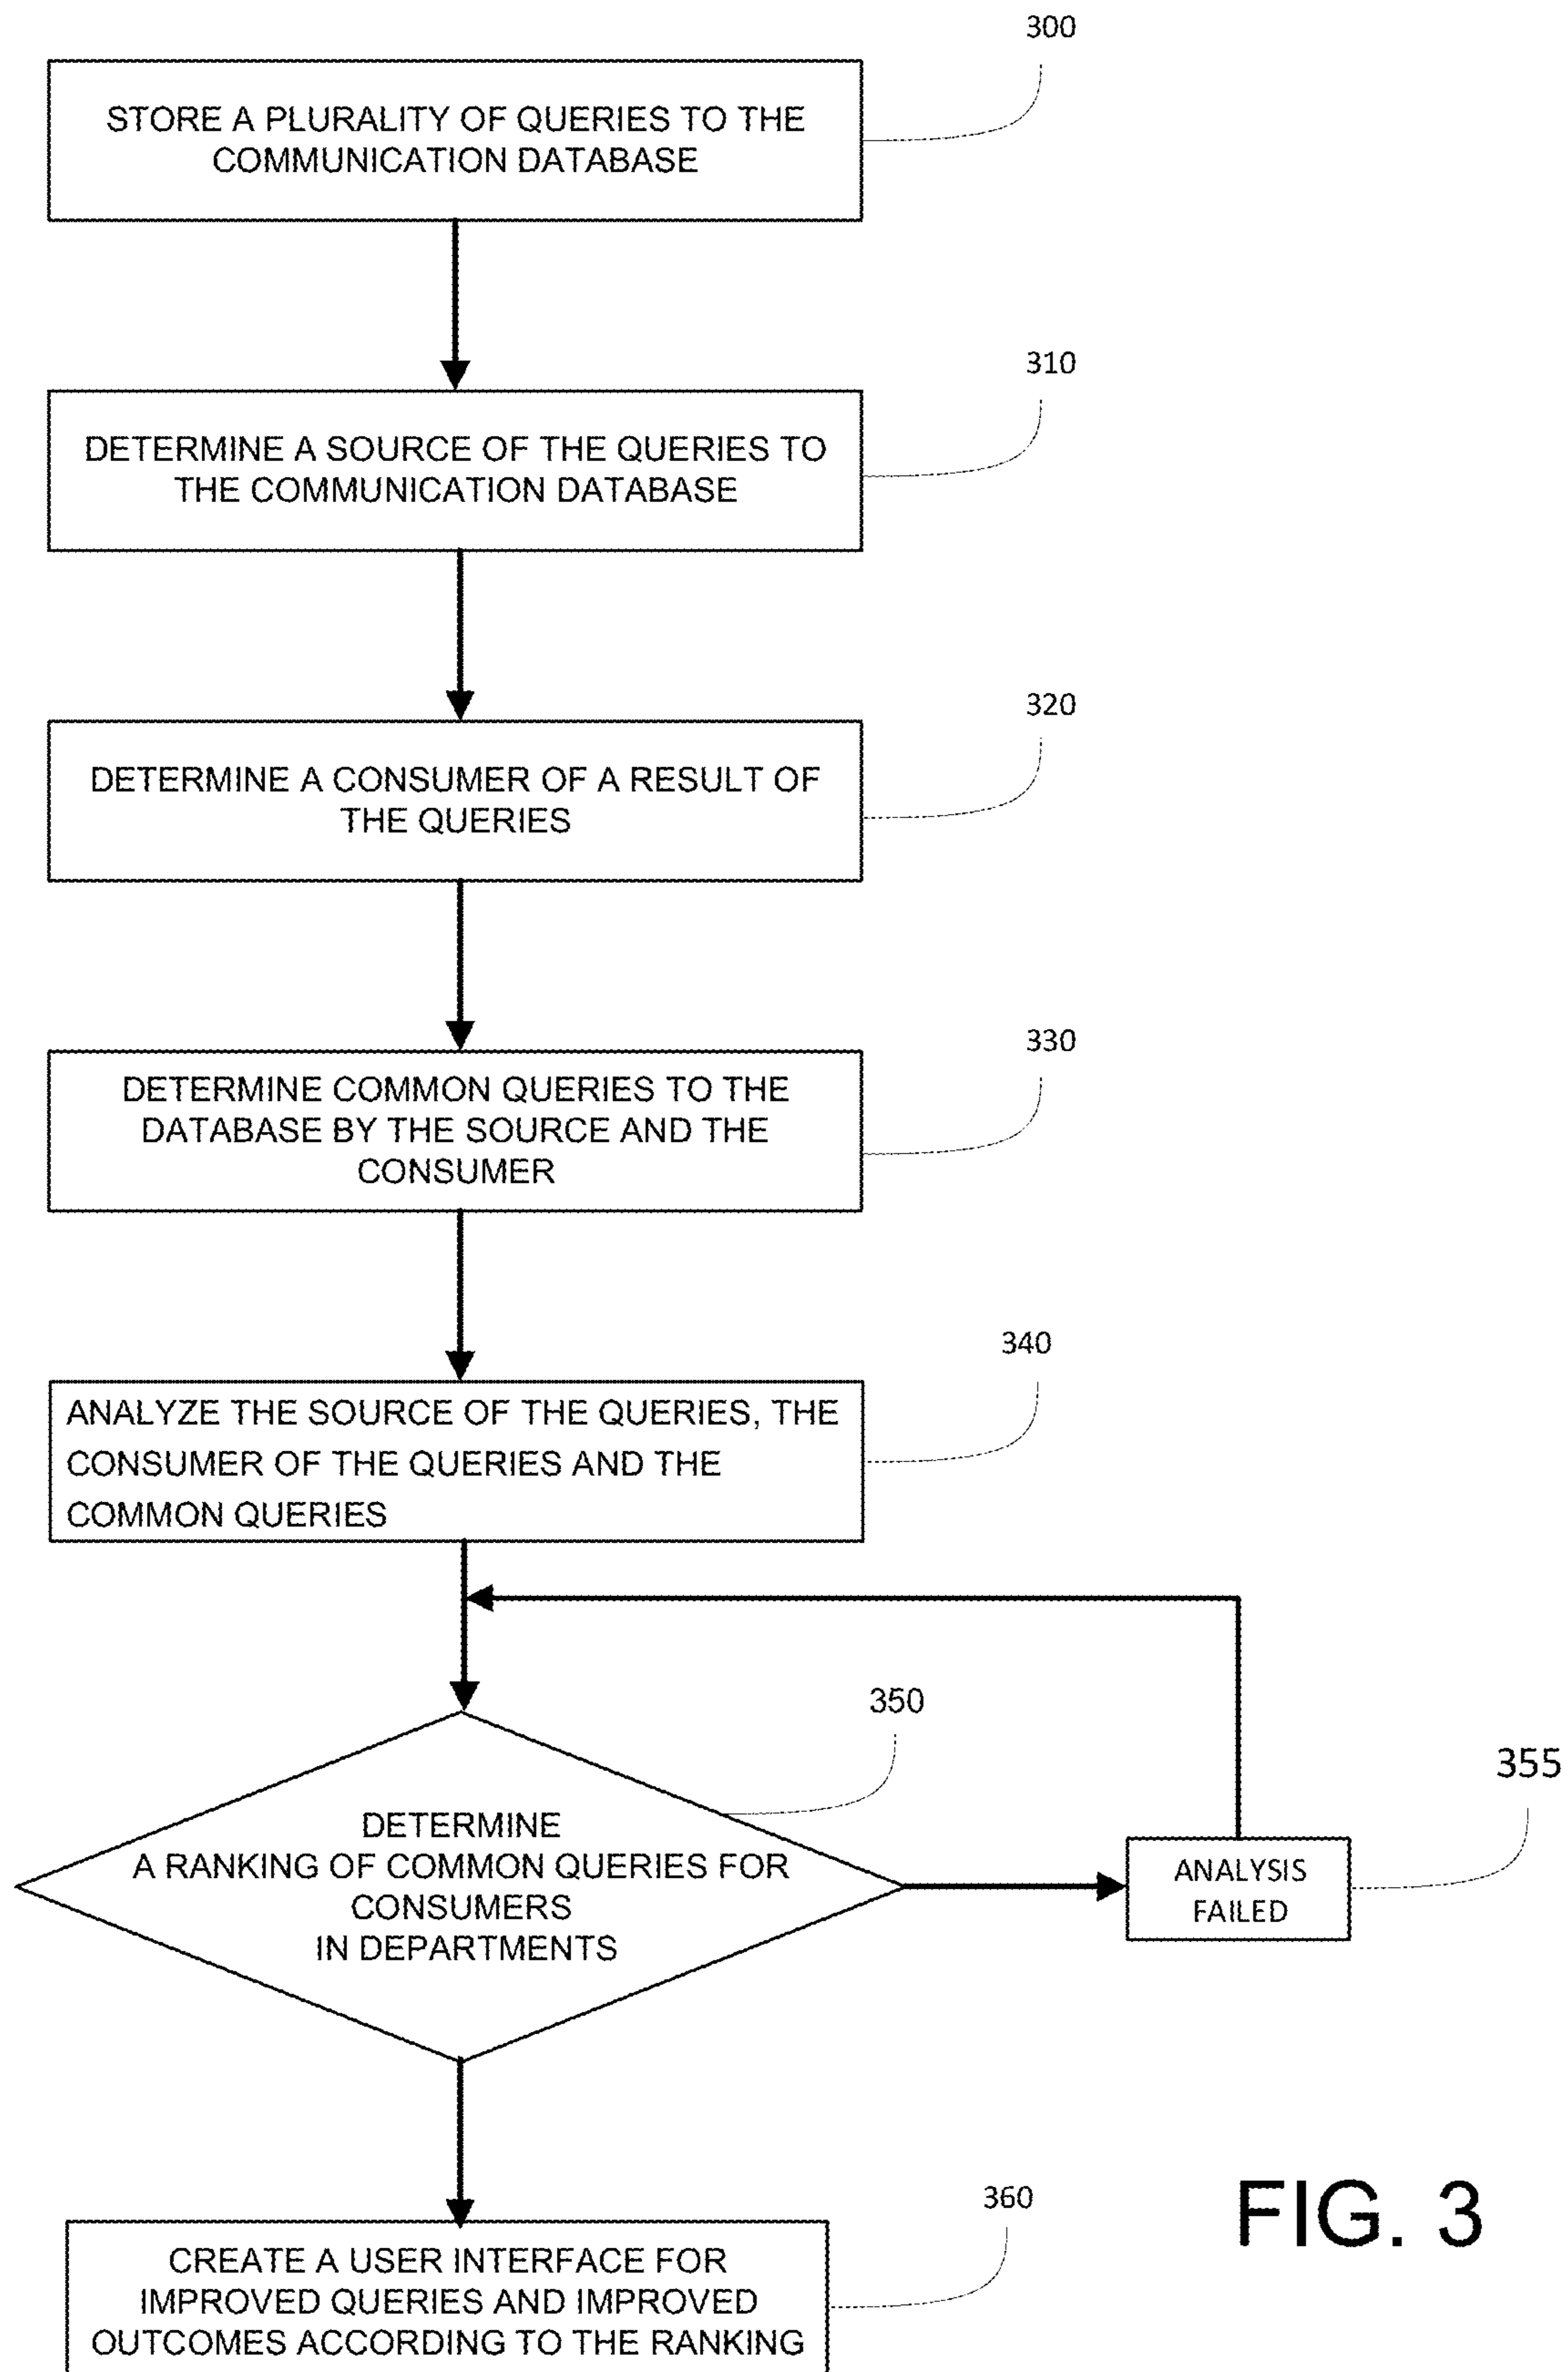 300
STORE A PLURALITY OF QUERIES TO THE
COMMUNICATION DATABASE
310
DETERMINE A SOURCE OF THE QUERIES TO
THE COMMUNICATION DATABASE
320
DETERMINE A CONSUMER OF A RESULT OF
THE QUERIES
330
DETERMINE COMMON QUERIES TO THE
DATABASE BY THE SOURCE AND THE
CONSUMER
340
ANALYZE THE SOURCE OF THE QUERIES, THE
CONSUMER OF THE QUERIES AND THE
COMMON QUERIES
350
DETERMINE
A RANKING OF COMMON QUERIES FOR
CONSUMERS
IN DEPARTMENTS
355
ANALYSIS
FAILED
360
CREATE A USER INTERFACE FOR
IMPROVED QUERIES AND IMPROVED
OUTCOMES ACCORDING TO THE RANKING
FIG. 3